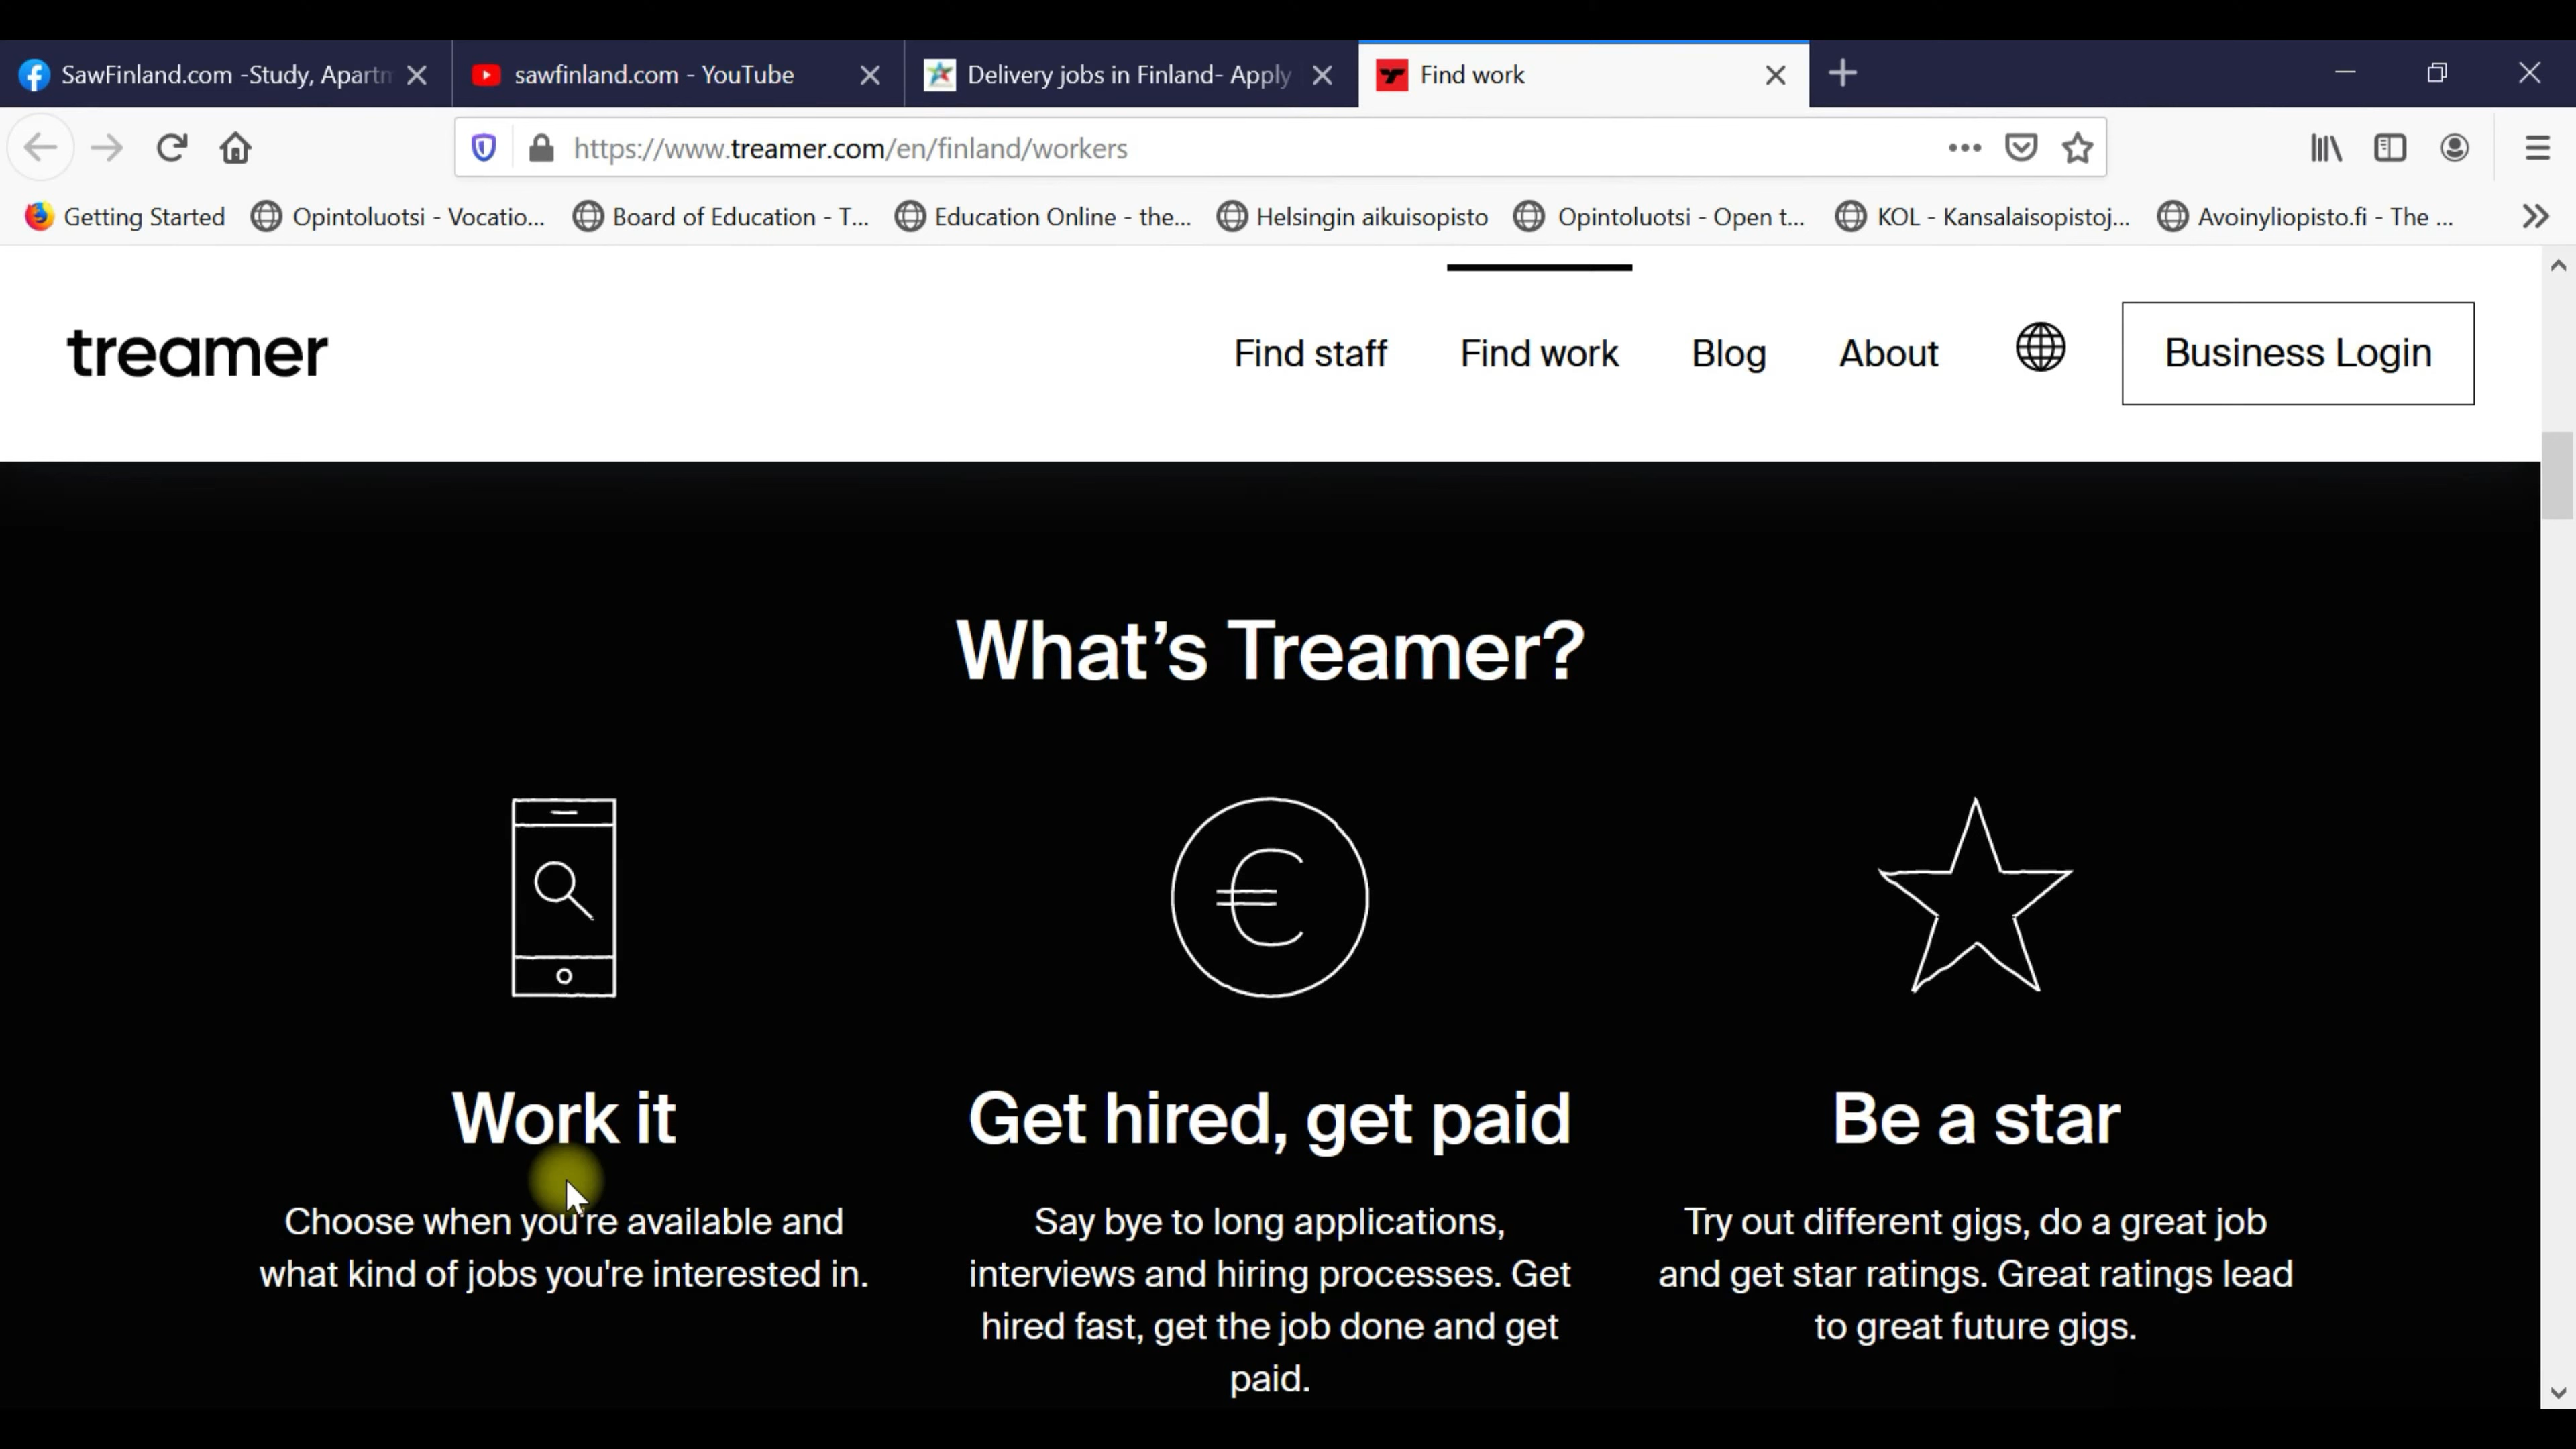 SawFinland.com -Study, Apartm
sawfinland.com - YouTube
Delivery jobs in Finland- Apply
Find work
https://www.treamer.com/en/finland/workers
Getting Started
Opintoluotsi - Vocatio...
Board of Education - T...
Education Online - the...
Helsingin aikuisopisto
Opintoluotsi - Open t...
KOL - Kansalaisopistoj...
Avoinyliopisto.fi - The ...
treamer
Find staff
Find work
Blog
About
Business Login
What's Treamer?
Work it
Choose when you're available and
what kind of jobs you're interested in.
Get hired, get paid
Say bye to long applications,
interviews and hiring processes. Get
hired fast, get the job done and get
paid.
Be a star
Try out different gigs, do a great job
and get star ratings. Great ratings lead
to great future gigs.